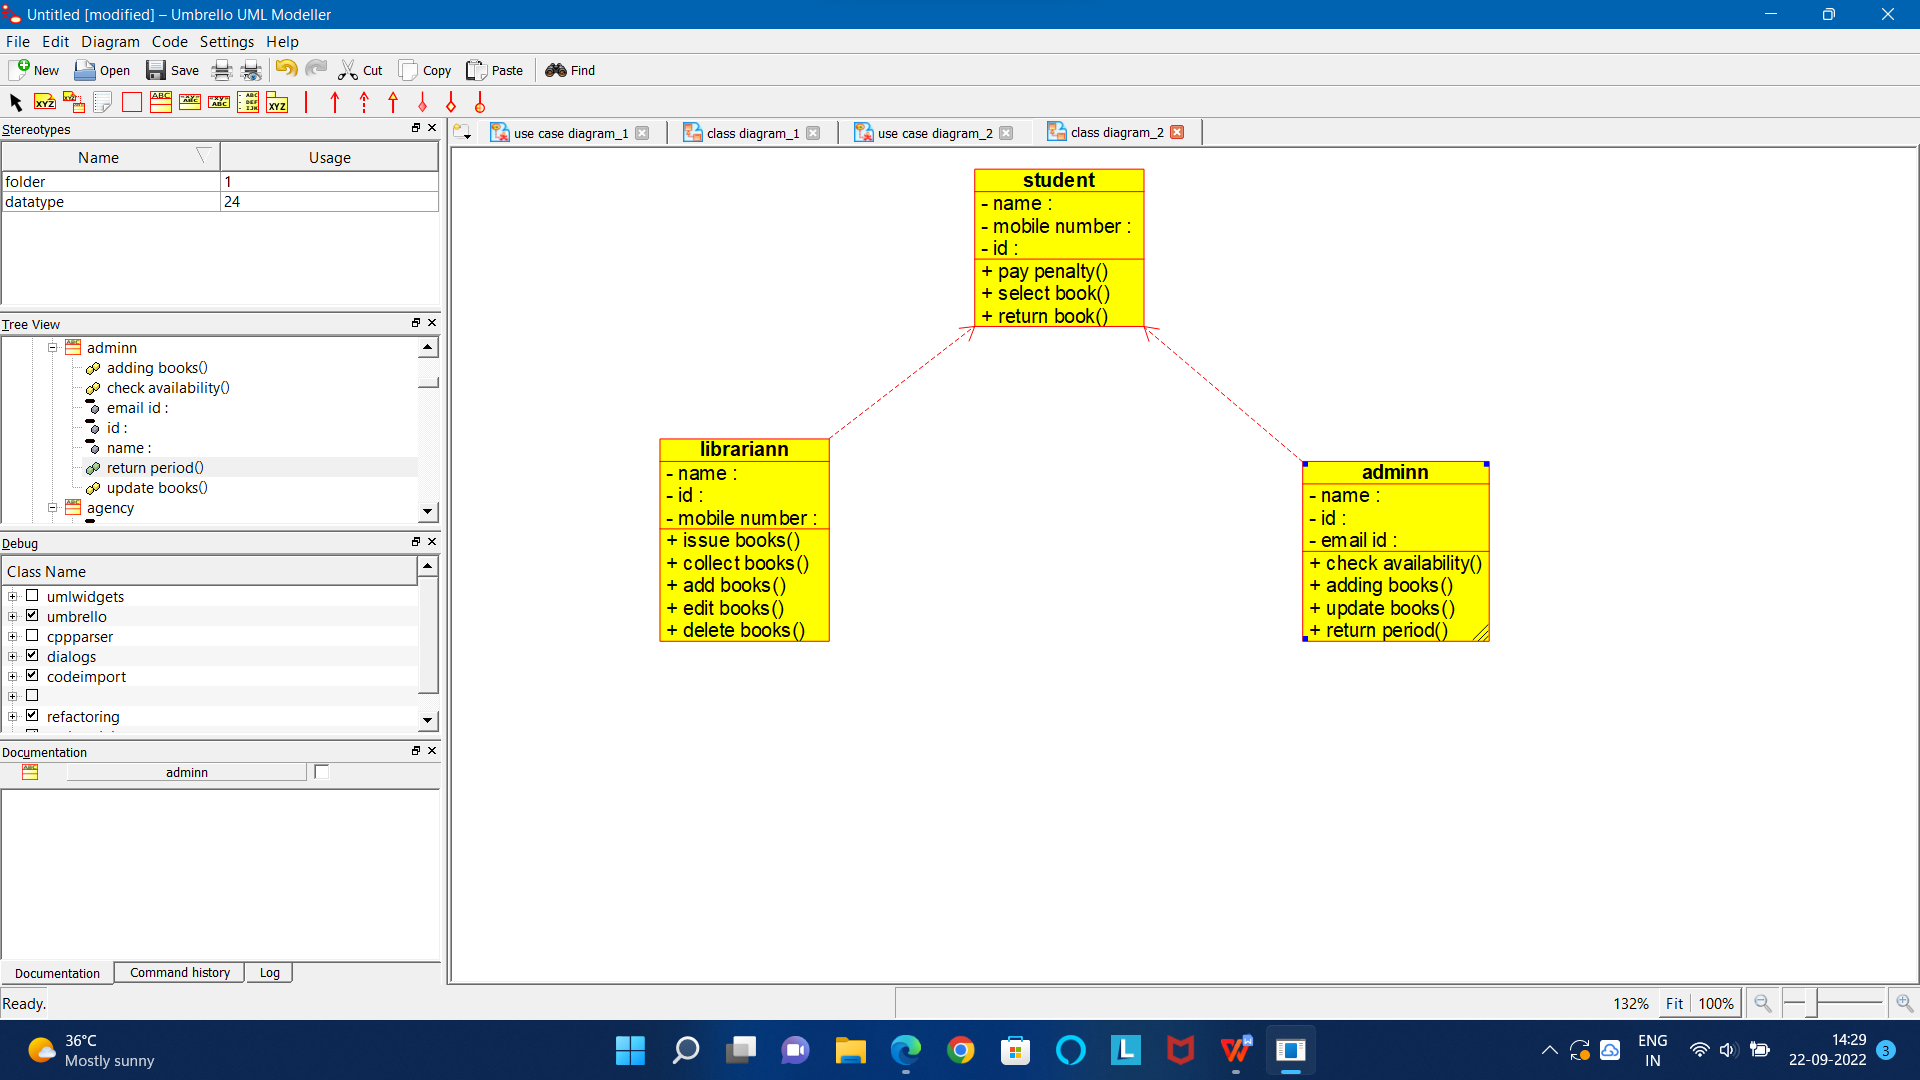 Untitled [modified] – Umbrello UML Modeller
File Edit Diagram Code Settings Help
New Open Save Cut Copy Paste Find
Stereotypes
Name Usage
folder 1
datatype 24
Tree View
adminn
adding books()
check availability()
email id :
id :
name :
return period()
update books()
agency
Debug
Class Name
umlwidgets
umbrello
cppparser
dialogs
codeimport
refactoring
Documentation
adminn
Documentation Command history Log
Ready.
use case diagram_1 class diagram_1 use case diagram_2 class diagram_2
student
- name :
- mobile number :
- id :
+ pay penalty()
+ select book()
+ return book()
librariann
- name :
- id :
- mobile number :
+ issue books()
+ collect books()
+ add books()
+ edit books()
+ delete books()
adminn
- name :
- id :
- email id :
+ check availability()
+ adding books()
+ update books()
+ return period()
132% Fit 100%
36°C
Mostly sunny
ENG
IN
14:29
22-09-2022
3